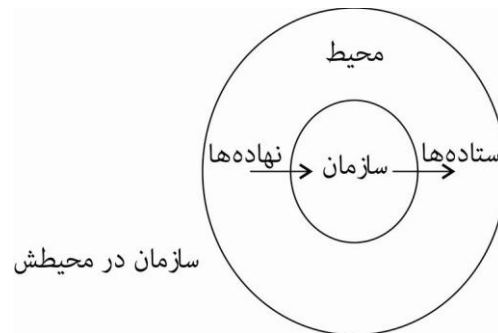 محیط
نهاده‌ها
سازمان
ستاده‌ها
سازمان در محیطش